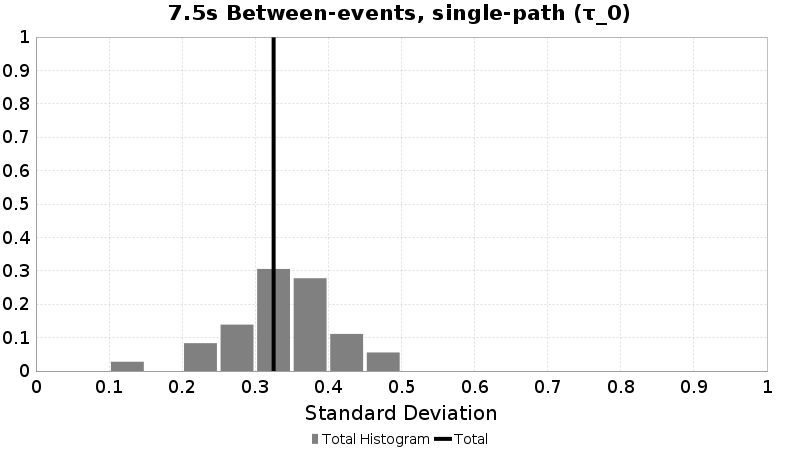 7.5s Between-events, single-path (τ_0)
1
0.9
0.8
0.7
0.6
0.5
0.4
0.3
0.2
0.1
0
0 0.1 0.2 0.3 0.4 0.5 0.6 0.7 0.8 0.9 1
Standard Deviation
Total Histogram Total